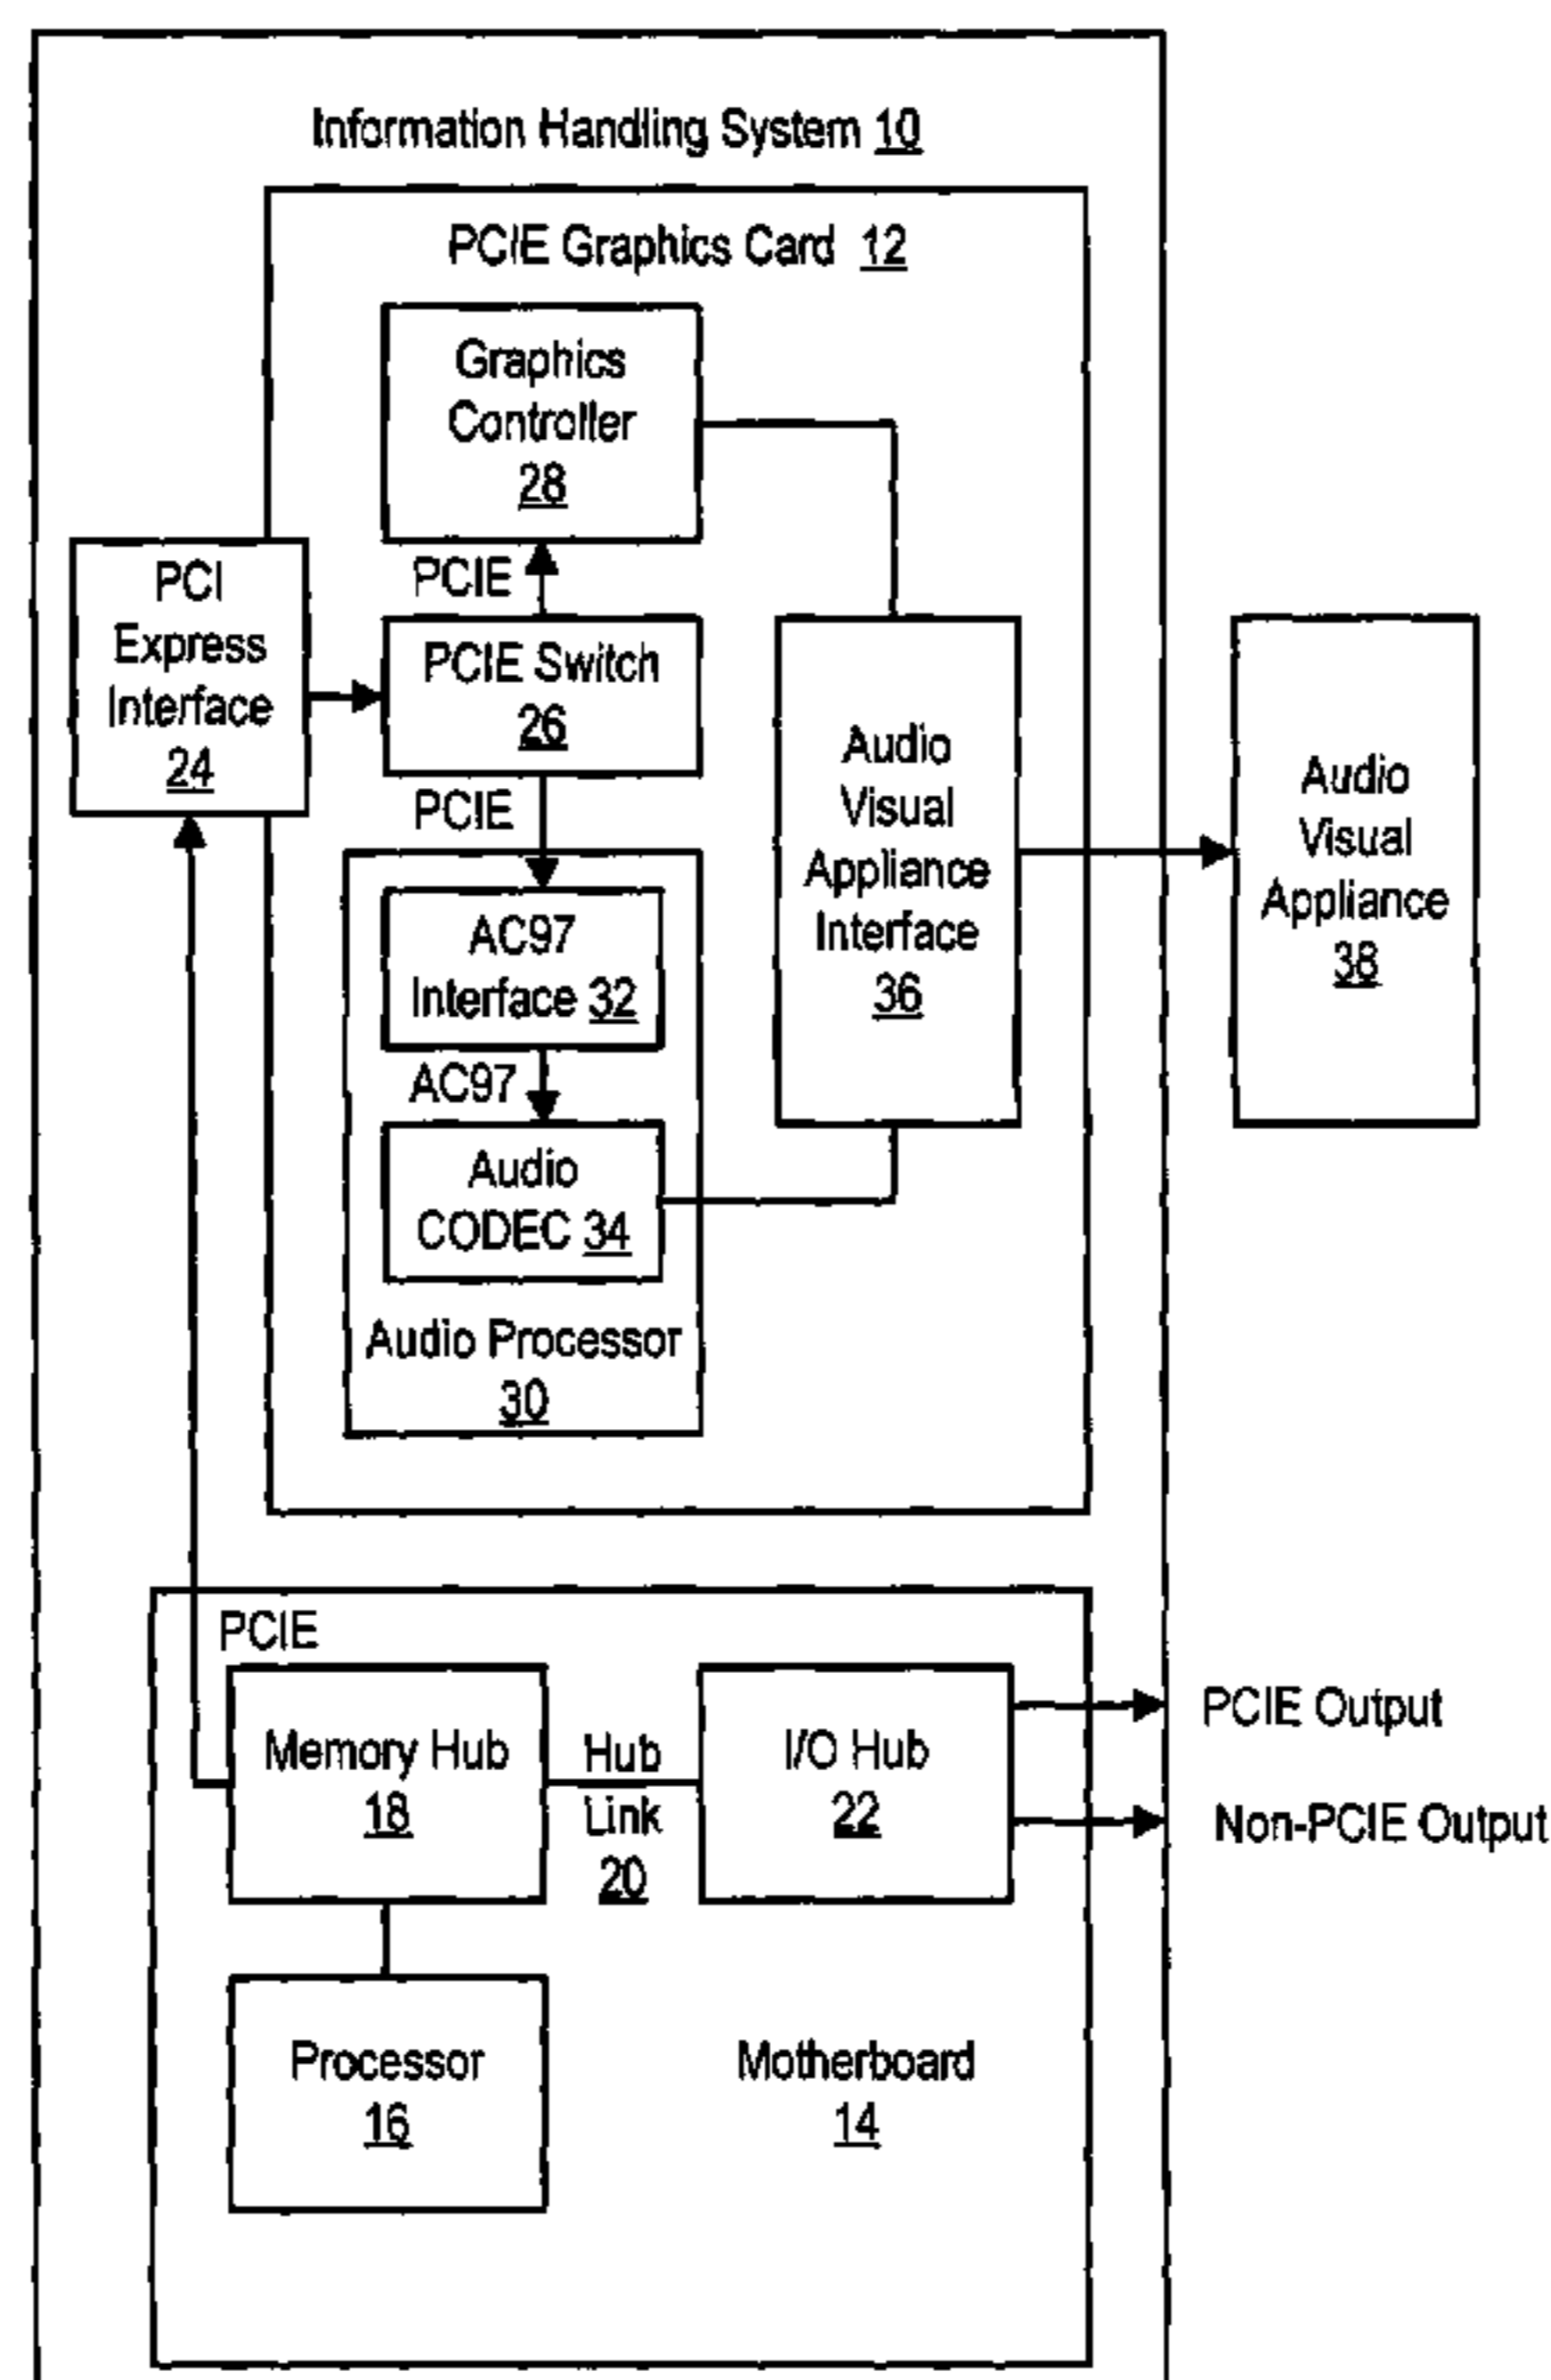 Information Handling System 10
PCIE Graphics Card 12
Graphics
Controller
28
PCIE
PCI
Express
Interface
24
PCIE Switch
26
PCIE
AC97
Interface 32
AC97
Audio
CODEC 34
Audio Processor
30
Audio
Visual
Appliance
Interface
36
Audio
Visual
Appliance
38
PCIE
Memory Hub
18
Hub
Link
20
I/O Hub
22
PCIE Output
Non-PCIE Output
Processor
16
Motherboard
14